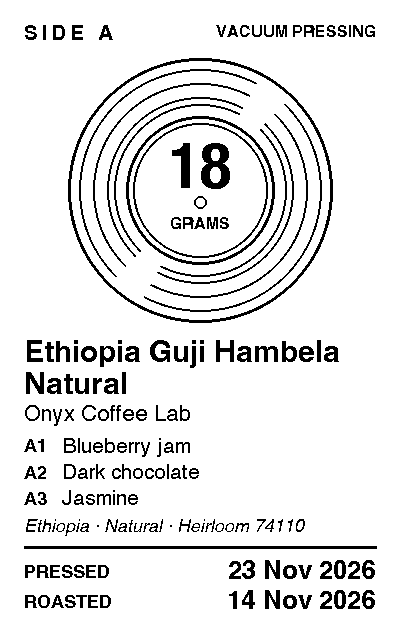 SIDE A
VACUUM PRESSING
18
GRAMS
Ethiopia Guji Hambela
Natural
Onyx Coffee Lab
A1 Blueberry jam
A2 Dark chocolate
A3 Jasmine
Ethiopia · Natural · Heirloom 74110
PRESSED 23 Nov 2026
ROASTED 14 Nov 2026